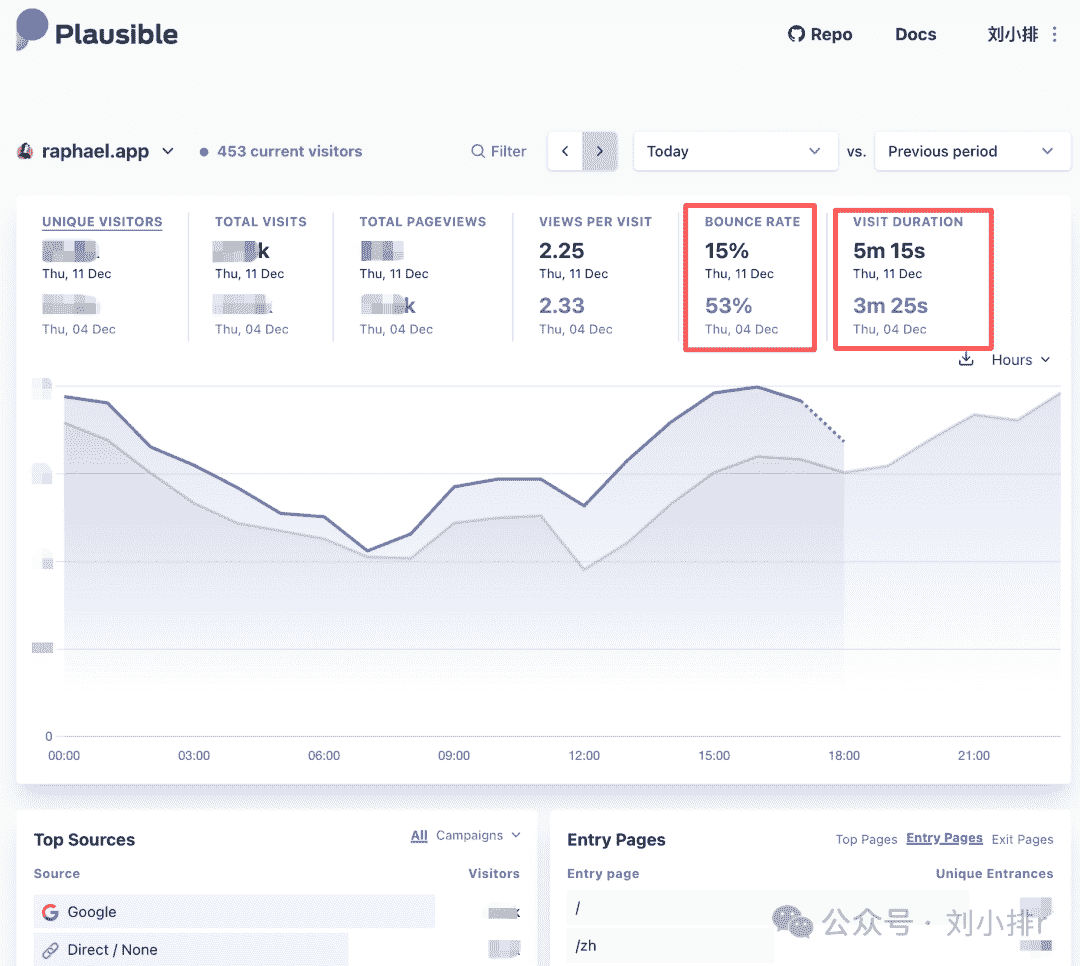 Plausible
Repo Docs 刘小排
raphael.app 453 current visitors Filter Today vs. Previous period
UNIQUE VISITORS TOTAL VISITS TOTAL PAGEVIEWS VIEWS PER VISIT BOUNCE RATE VISIT DURATION
k 2.25 15% 5m 15s
Thu, 11 Dec Thu, 11 Dec Thu, 11 Dec Thu, 11 Dec Thu, 11 Dec Thu, 11 Dec
k 2.33 53% 3m 25s
Thu, 04 Dec Thu, 04 Dec Thu, 04 Dec Thu, 04 Dec Thu, 04 Dec Thu, 04 Dec
Hours
0
00:00 03:00 06:00 09:00 12:00 15:00 18:00 21:00
Top Sources All Campaigns
Source Visitors
Google
Direct / None
Entry Pages Top Pages Entry Pages Exit Pages
Entry page Unique Entrances
/
/zh
公众号 · 刘小排r